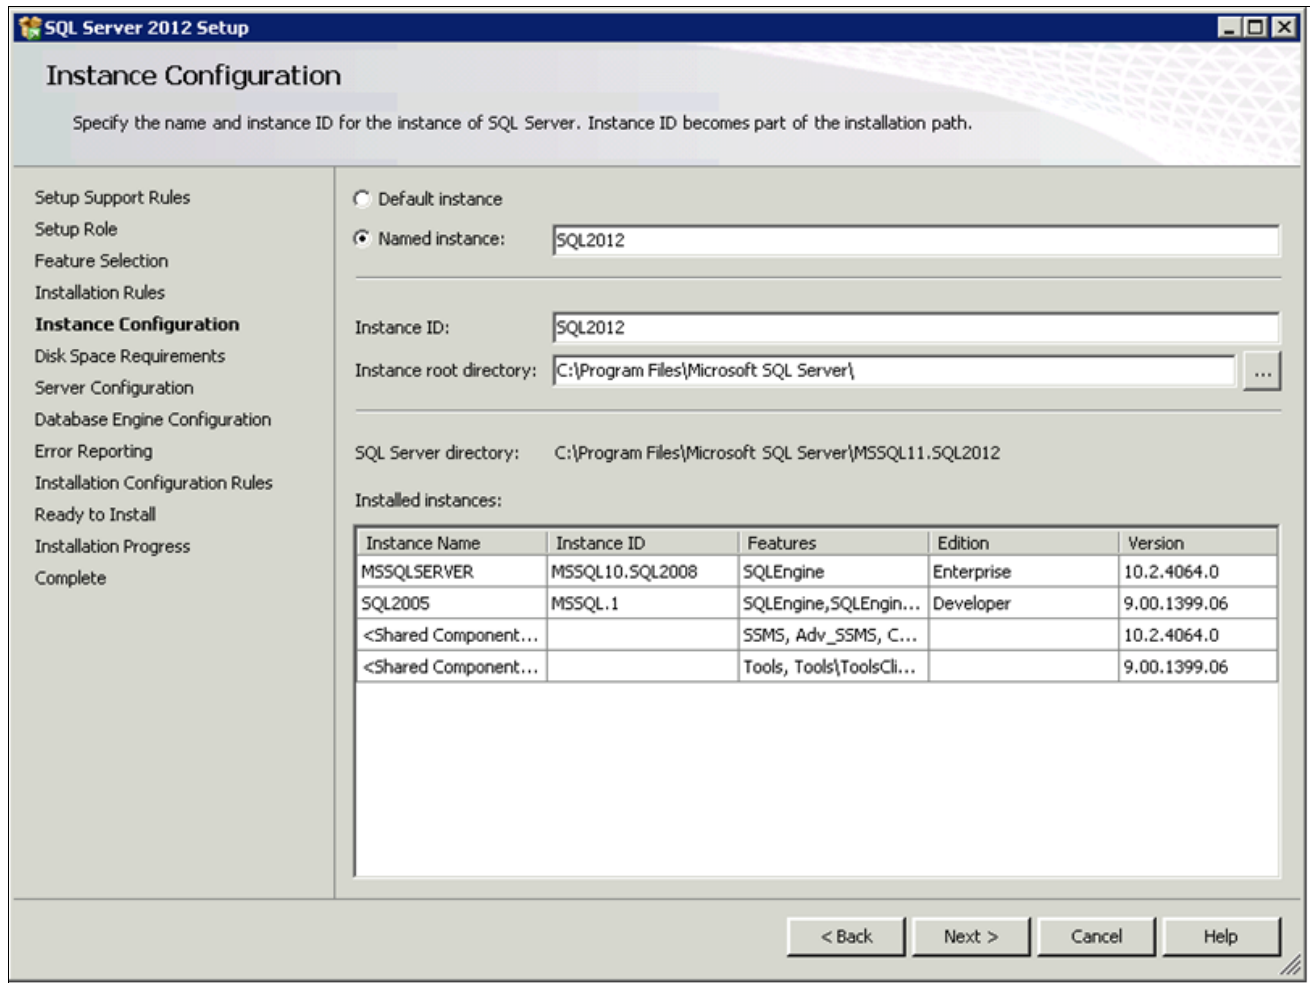 SQL Server 2012 Setup
Instance Configuration
Specify the name and instance ID for the instance of SQL Server. Instance ID becomes part of the installation path.
Setup Support Rules
Setup Role
Feature Selection
Installation Rules
Instance Configuration
Disk Space Requirements
Server Configuration
Database Engine Configuration
Error Reporting
Installation Configuration Rules
Ready to Install
Installation Progress
Complete
Default instance
Named instance: SQL2012
Instance ID: SQL2012
Instance root directory: C:\Program Files\Microsoft SQL Server\ ...
SQL Server directory: C:\Program Files\Microsoft SQL Server\MSSQL11.SQL2012
Installed instances:
Instance Name Instance ID Features Edition Version
MSSQLSERVER MSSQL10.SQL2008 SQLEngine Enterprise 10.2.4064.0
SQL2005 MSSQL.1 SQLEngine,SQLEngin... Developer 9.00.1399.06
<Shared Component... SSMS, Adv_SSMS, C... 10.2.4064.0
<Shared Component... Tools, Tools\ToolsCli... 9.00.1399.06
< Back Next > Cancel Help